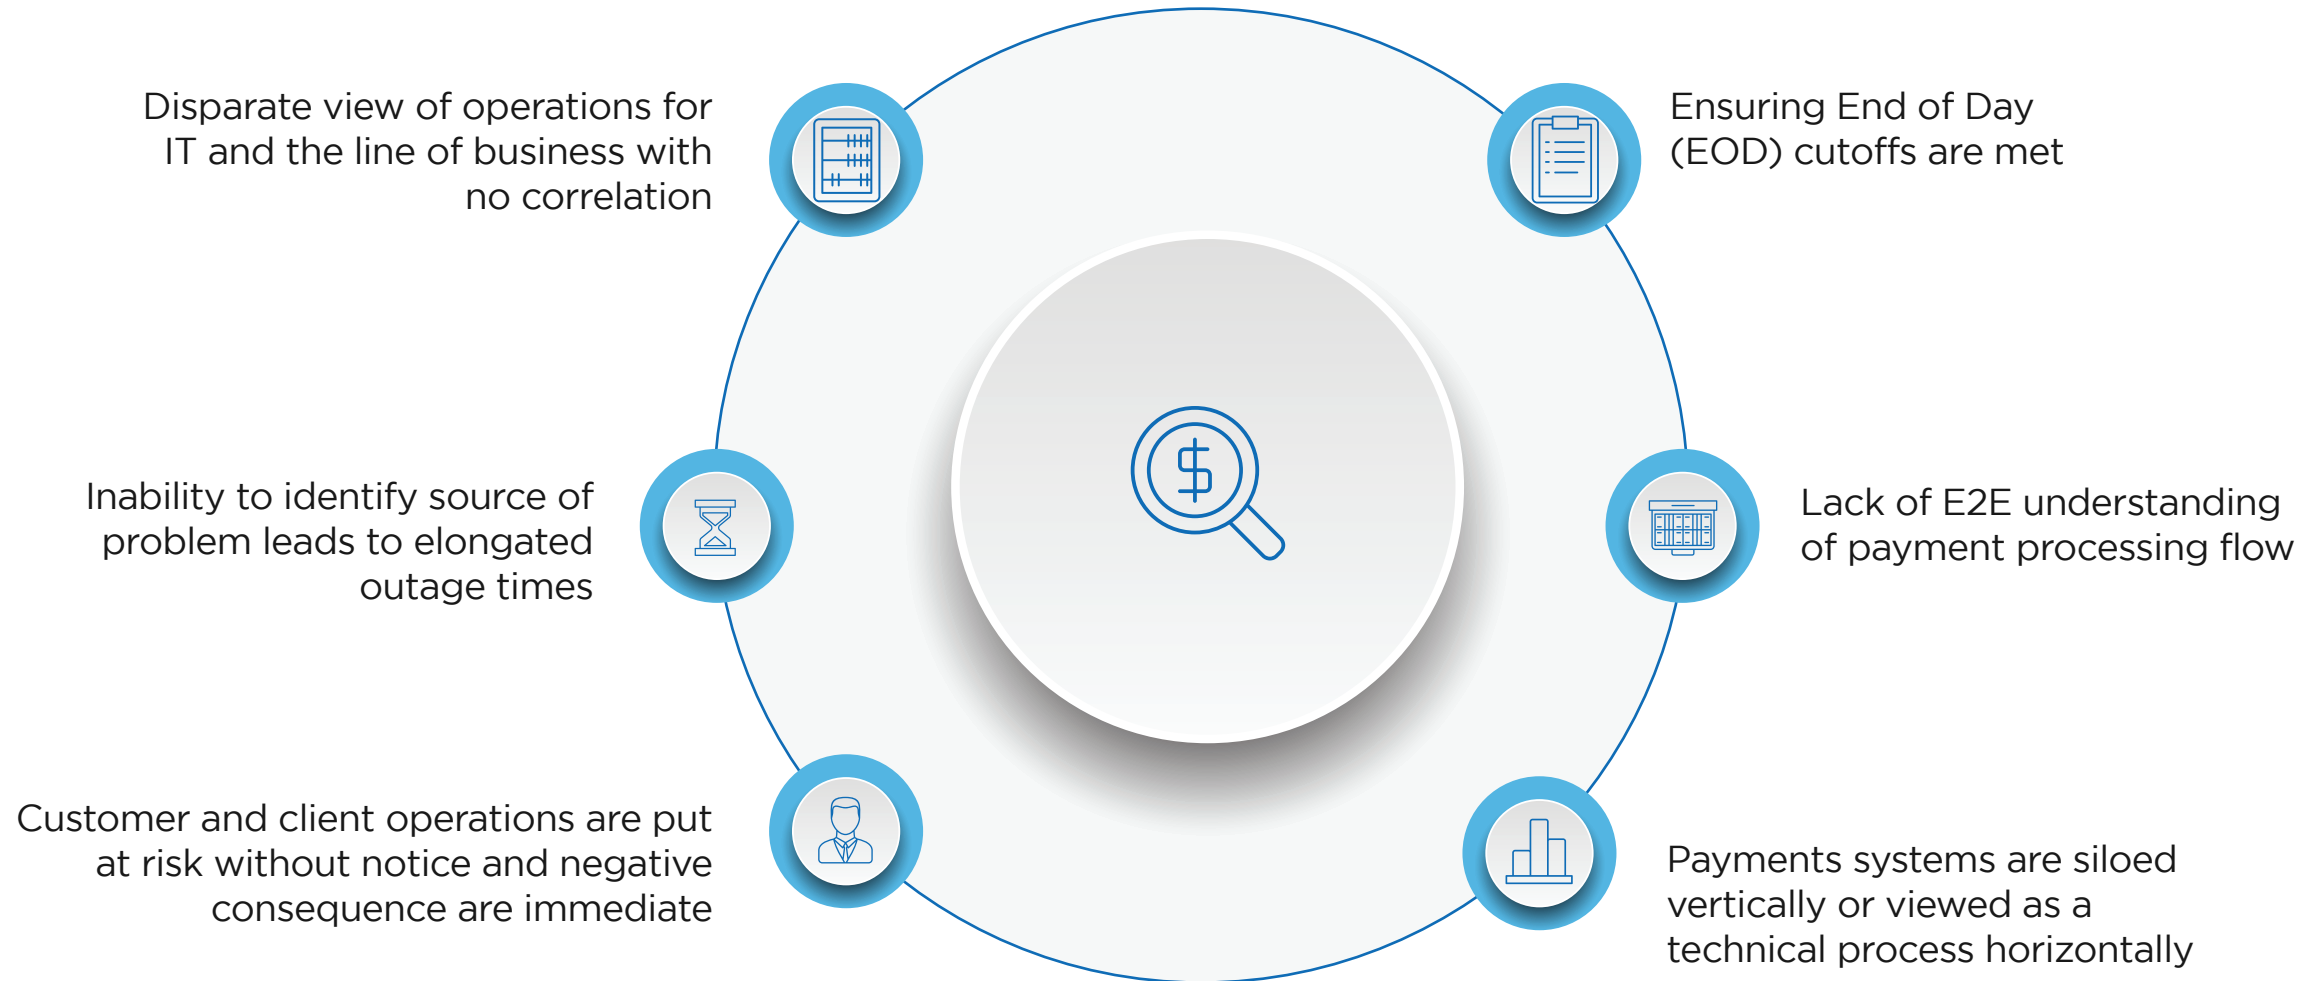 Disparate view of operations for
IT and the line of business with
no correlation
Ensuring End of Day
(EOD) cutoffs are met
Inability to identify source of
problem leads to elongated
outage times
Lack of E2E understanding
of payment processing flow
Customer and client operations are put
at risk without notice and negative
consequence are immediate
Payments systems are siloed
vertically or viewed as a
technical process horizontally
$